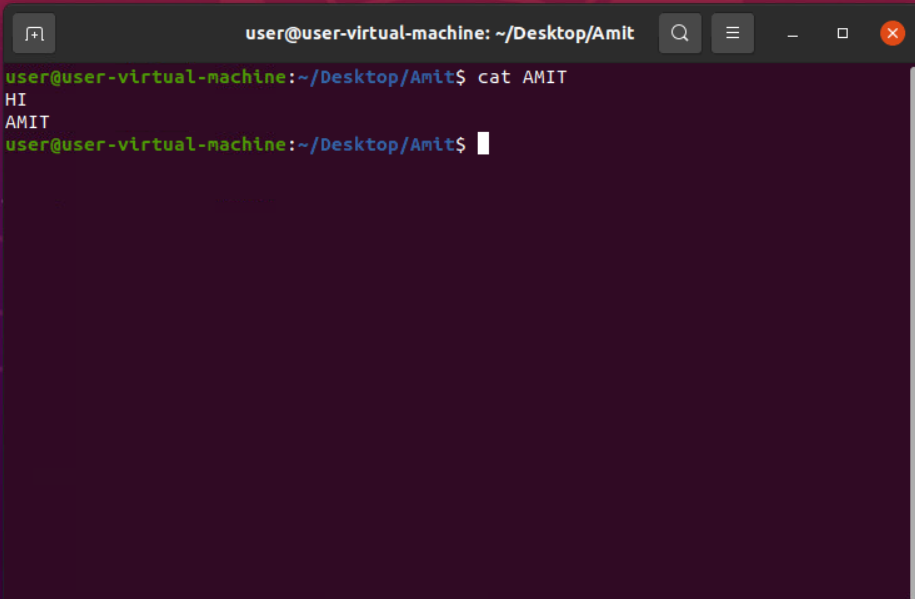 user@user-virtual-machine: ~/Desktop/Amit
user@user-virtual-machine:~/Desktop/Amit$ cat AMIT
HI
AMIT
user@user-virtual-machine:~/Desktop/Amit$